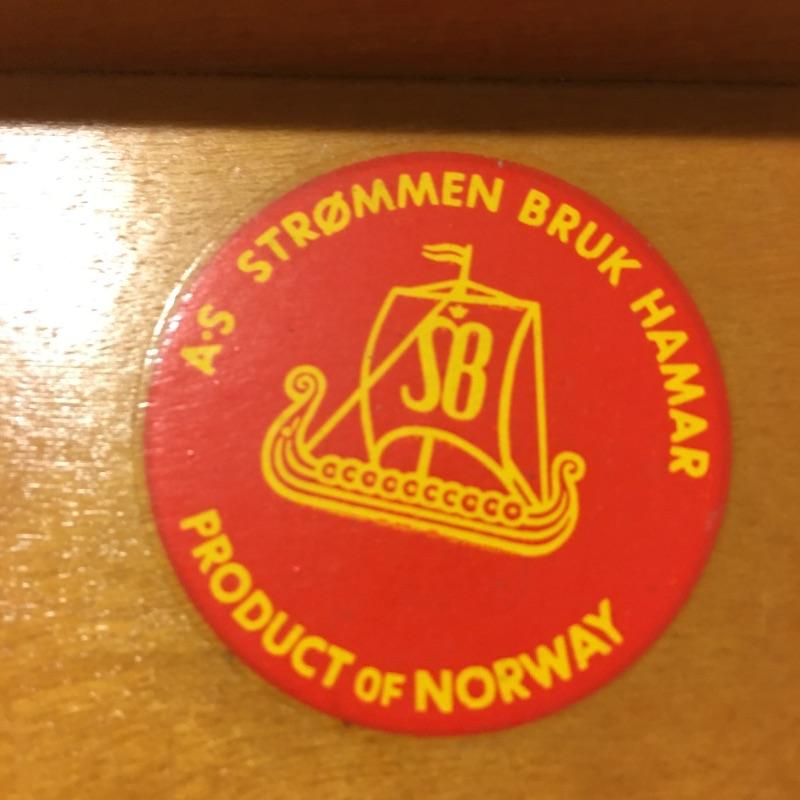 A·S STRØMMEN BRUK HAMAR
SB
PRODUCT OF NORWAY